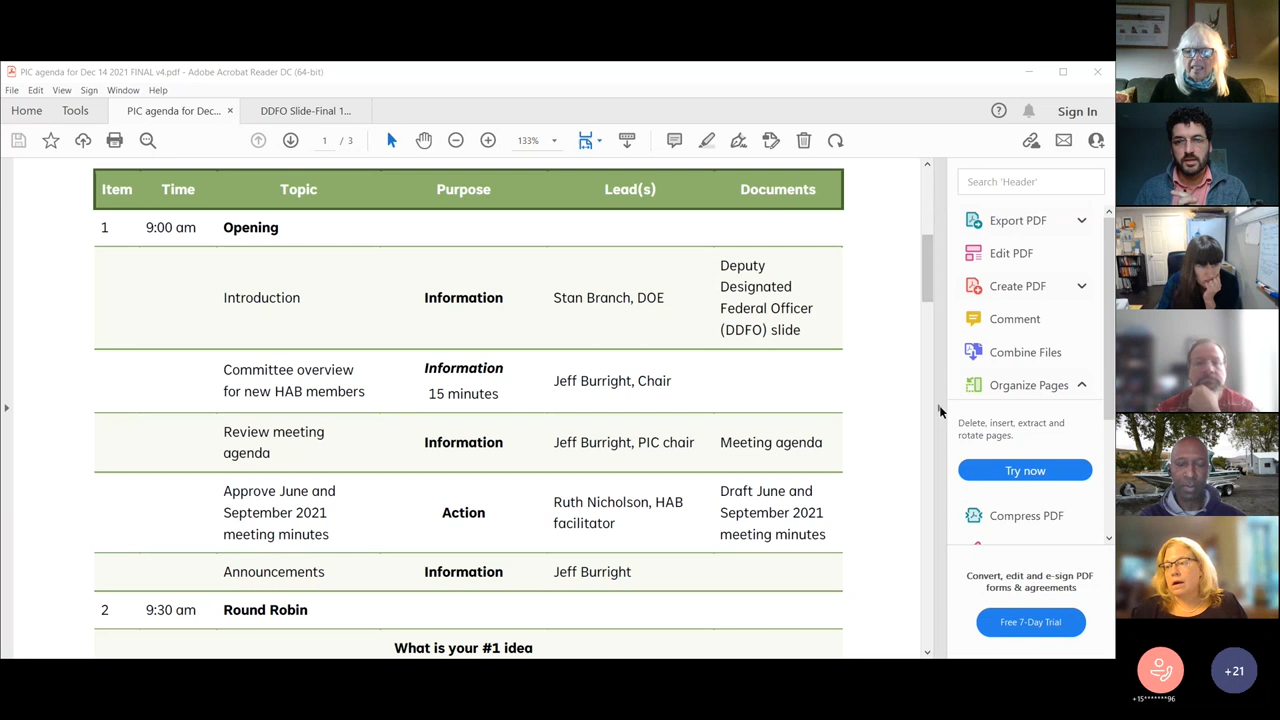 PIC agenda for Dec 14 2021 FINAL v4.pdf - Adobe Acrobat Reader DC (64-bit)
File Edit View Sign Window Help
Home Tools PIC agenda for Dec... × DDFO Slide-Final 1... Sign In
1 / 3 133%
Item Time Topic Purpose Lead(s) Documents
1 9:00 am Opening
Introduction Information Stan Branch, DOE Deputy
Designated
Federal Officer
(DDFO) slide
Committee overview
for new HAB members
Information
15 minutes
Jeff Burright, Chair
Review meeting
agenda
Information Jeff Burright, PIC chair Meeting agenda
Approve June and
September 2021
meeting minutes
Action
Ruth Nicholson, HAB
facilitator
Draft June and
September 2021
meeting minutes
Announcements Information Jeff Burright
2 9:30 am Round Robin
What is your #1 idea
Search 'Header'
Export PDF
Edit PDF
Create PDF
Comment
Combine Files
Organize Pages
Delete, insert, extract and
rotate pages.
Try now
Compress PDF
Convert, edit and e-sign PDF
forms & agreements
Free 7-Day Trial
+21
+15*******96